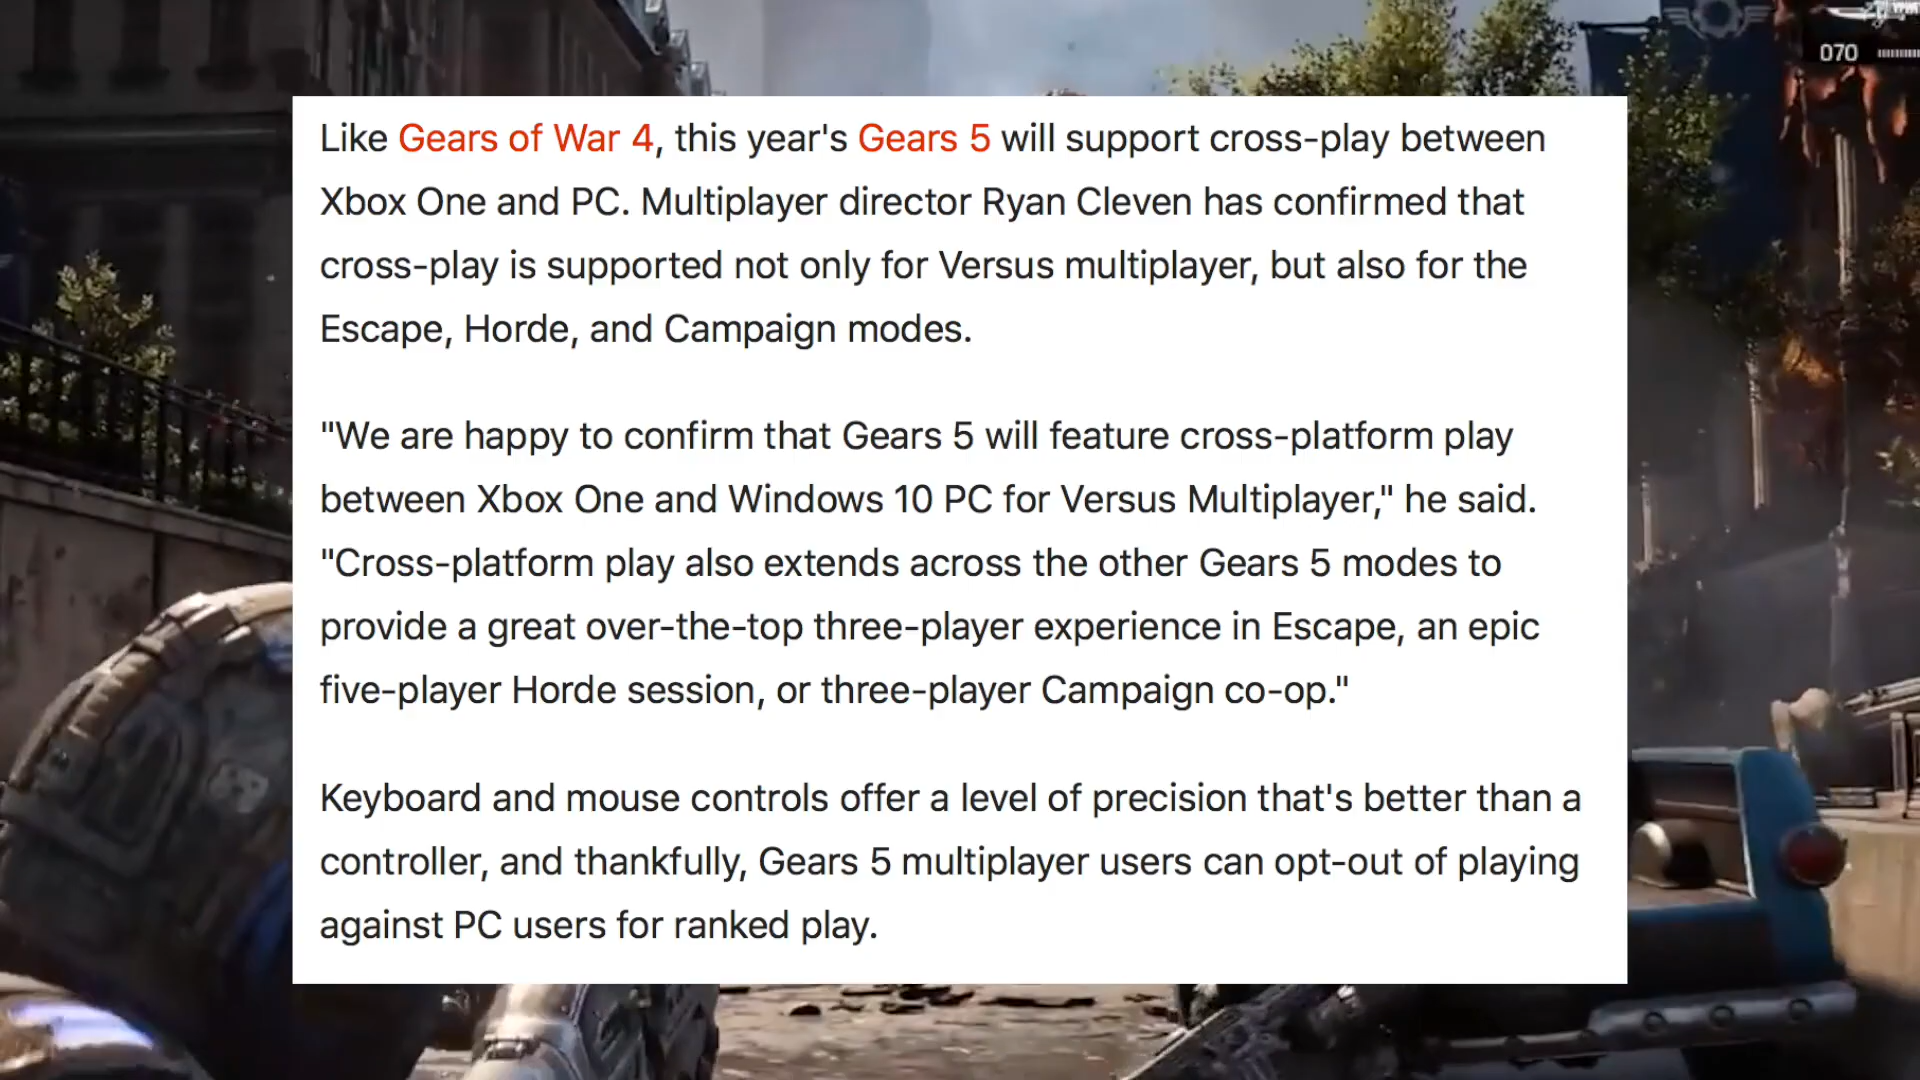 070
Like Gears of War 4, this year's Gears 5 will support cross-play between
Xbox One and PC. Multiplayer director Ryan Cleven has confirmed that
cross-play is supported not only for Versus multiplayer, but also for the
Escape, Horde, and Campaign modes.
"We are happy to confirm that Gears 5 will feature cross-platform play
between Xbox One and Windows 10 PC for Versus Multiplayer," he said.
"Cross-platform play also extends across the other Gears 5 modes to
provide a great over-the-top three-player experience in Escape, an epic
five-player Horde session, or three-player Campaign co-op."
Keyboard and mouse controls offer a level of precision that's better than a
controller, and thankfully, Gears 5 multiplayer users can opt-out of playing
against PC users for ranked play.